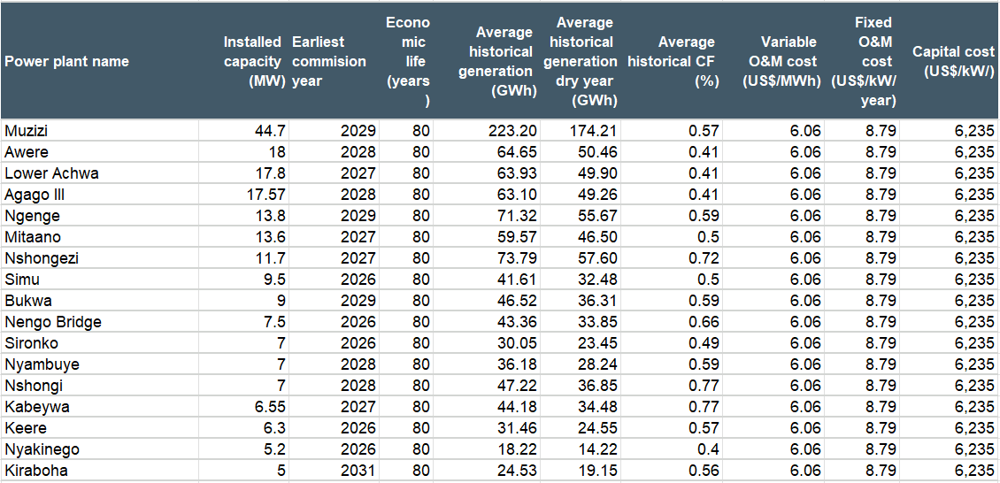 Power plant name Installed capacity (MW) Earliest commision year Econo mic life (years ) Average historical generation (GWh) Average historical generation dry year (GWh) Average historical CF (%) Variable O&M cost (US$/MWh) Fixed O&M cost (US$/kW/ year) Capital cost (US$/kW/)
Muzizi 44.7 2029 80 223.20 174.21 0.57 6.06 8.79 6,235
Awere 18 2028 80 64.65 50.46 0.41 6.06 8.79 6,235
Lower Achwa 17.8 2027 80 63.93 49.90 0.41 6.06 8.79 6,235
Agago III 17.57 2028 80 63.10 49.26 0.41 6.06 8.79 6,235
Ngenge 13.8 2029 80 71.32 55.67 0.59 6.06 8.79 6,235
Mitaano 13.6 2027 80 59.57 46.50 0.5 6.06 8.79 6,235
Nshongezi 11.7 2027 80 73.79 57.60 0.72 6.06 8.79 6,235
Simu 9.5 2026 80 41.61 32.48 0.5 6.06 8.79 6,235
Bukwa 9 2029 80 46.52 36.31 0.59 6.06 8.79 6,235
Nengo Bridge 7.5 2026 80 43.36 33.85 0.66 6.06 8.79 6,235
Sironko 7 2026 80 30.05 23.45 0.49 6.06 8.79 6,235
Nyambuye 7 2028 80 36.18 28.24 0.59 6.06 8.79 6,235
Nshongi 7 2028 80 47.22 36.85 0.77 6.06 8.79 6,235
Kabeywa 6.55 2027 80 44.18 34.48 0.77 6.06 8.79 6,235
Keere 6.3 2026 80 31.46 24.55 0.57 6.06 8.79 6,235
Nyakinego 5.2 2026 80 18.22 14.22 0.4 6.06 8.79 6,235
Kiraboha 5 2031 80 24.53 19.15 0.56 6.06 8.79 6,235